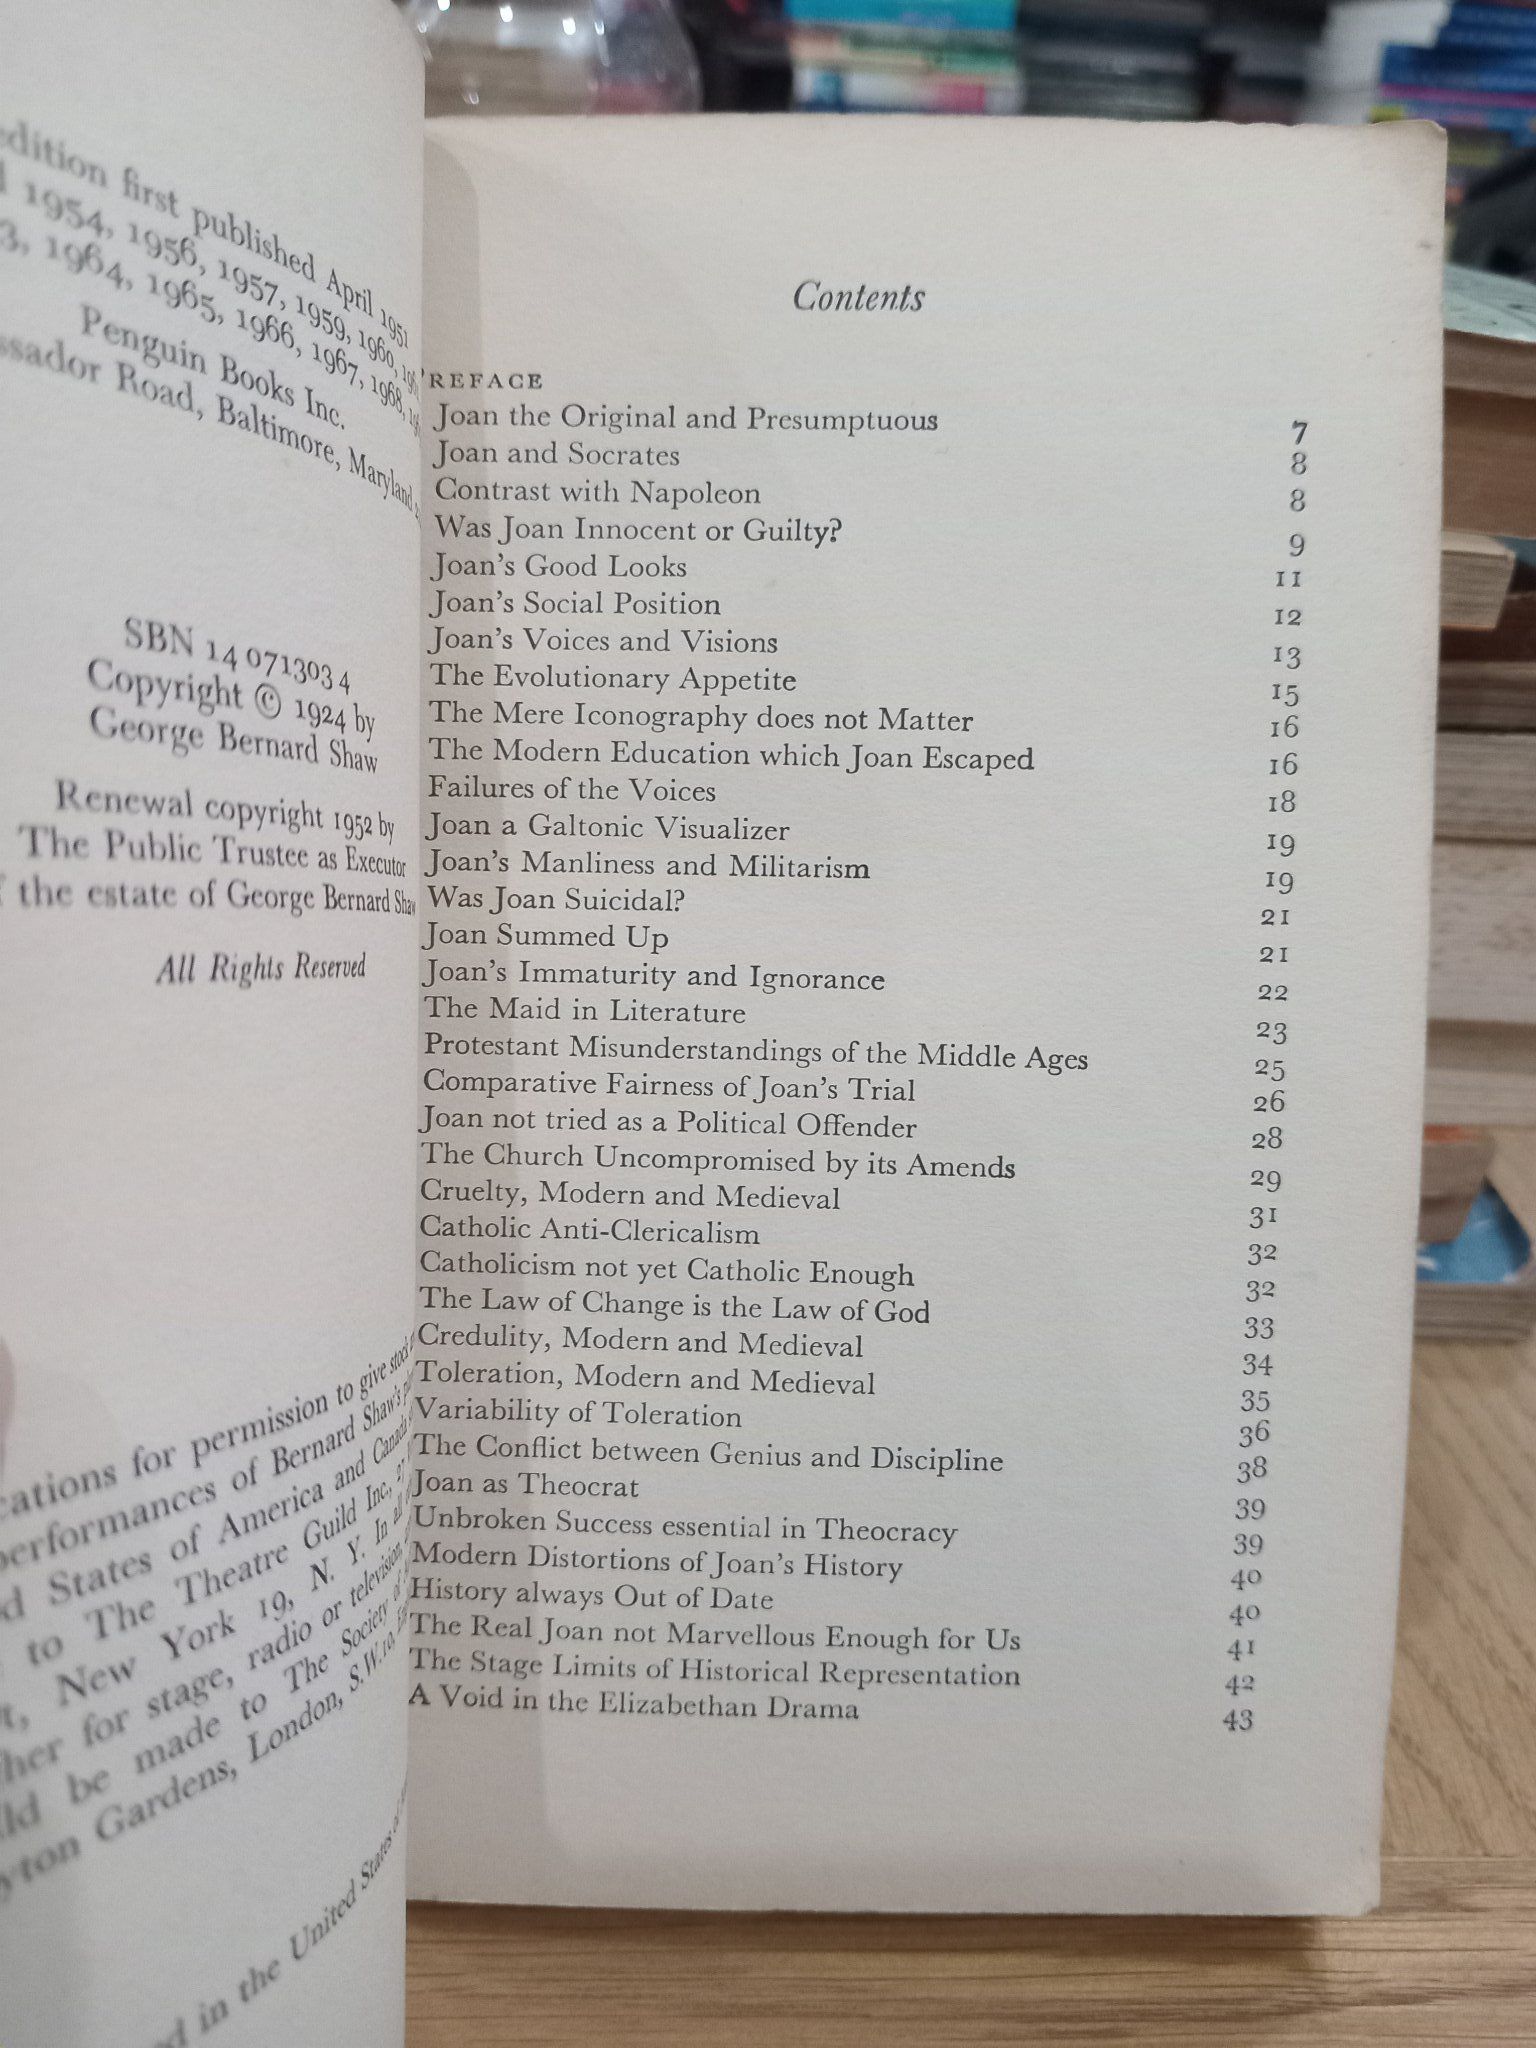 edition first published April 1951
1954, 1956, 1957, 1959, 1960,
1964, 1965, 1966, 1967, 1968,
Penguin Books Inc.
Road, Baltimore, Maryland
SBN 14 071303 4
Copyright © 1924 by
George Bernard Shaw
Renewal copyright 1952 by
The Public Trustee as Executor
the estate of George Bernard Shaw
All Rights Reserved
for permission to give stock
performances of Bernard Shaw's
States of America and Canada
to The Theatre Guild Inc.,
New York 19, N. Y. In all
for stage, radio or television,
be made to The Society of
Gardens, London, S.W.10,
in the United States
Contents
REFACE
Joan the Original and Presumptuous 7
Joan and Socrates 8
Contrast with Napoleon 8
Was Joan Innocent or Guilty? 9
Joan's Good Looks 11
Joan's Social Position 12
Joan's Voices and Visions 13
The Evolutionary Appetite 15
The Mere Iconography does not Matter 16
The Modern Education which Joan Escaped 16
Failures of the Voices 18
Joan a Galtonic Visualizer 19
Joan's Manliness and Militarism 19
Was Joan Suicidal? 21
Joan Summed Up 21
Joan's Immaturity and Ignorance 22
The Maid in Literature 23
Protestant Misunderstandings of the Middle Ages 25
Comparative Fairness of Joan's Trial 26
Joan not tried as a Political Offender 28
The Church Uncompromised by its Amends 29
Cruelty, Modern and Medieval 31
Catholic Anti-Clericalism 32
Catholicism not yet Catholic Enough 32
The Law of Change is the Law of God 33
Credulity, Modern and Medieval 34
Toleration, Modern and Medieval 35
Variability of Toleration 36
The Conflict between Genius and Discipline 38
Joan as Theocrat 39
Unbroken Success essential in Theocracy 39
Modern Distortions of Joan's History 40
History always Out of Date 40
The Real Joan not Marvellous Enough for Us 41
The Stage Limits of Historical Representation 42
A Void in the Elizabethan Drama 43